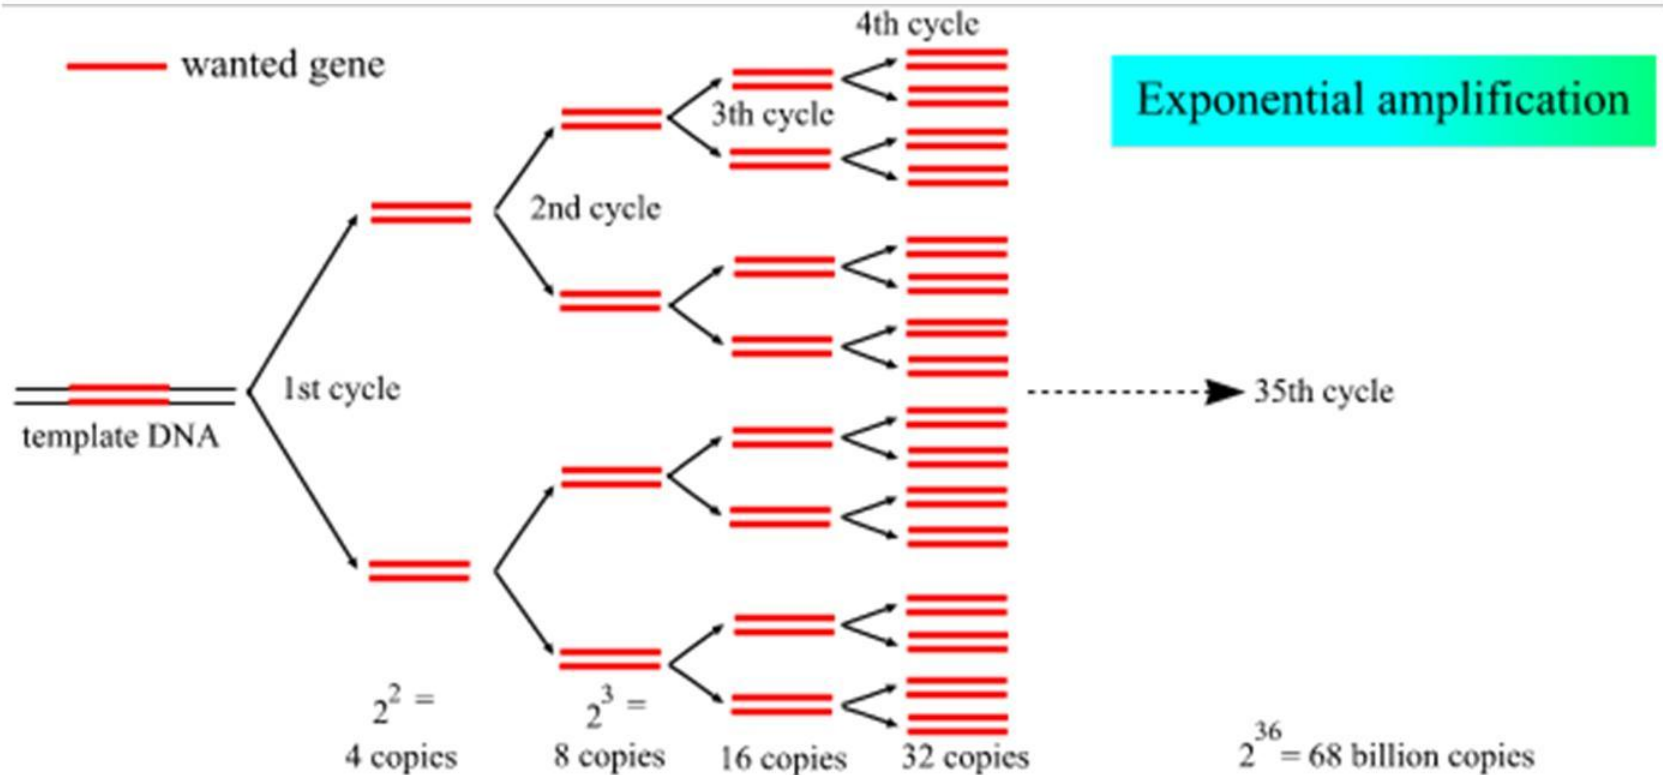 4th cycle
wanted gene
Exponential amplification
3th cycle
2nd cycle
1st cycle
35th cycle
template DNA
2² =
4 copies
2³ =
8 copies
16 copies
32 copies
2³⁶ = 68 billion copies